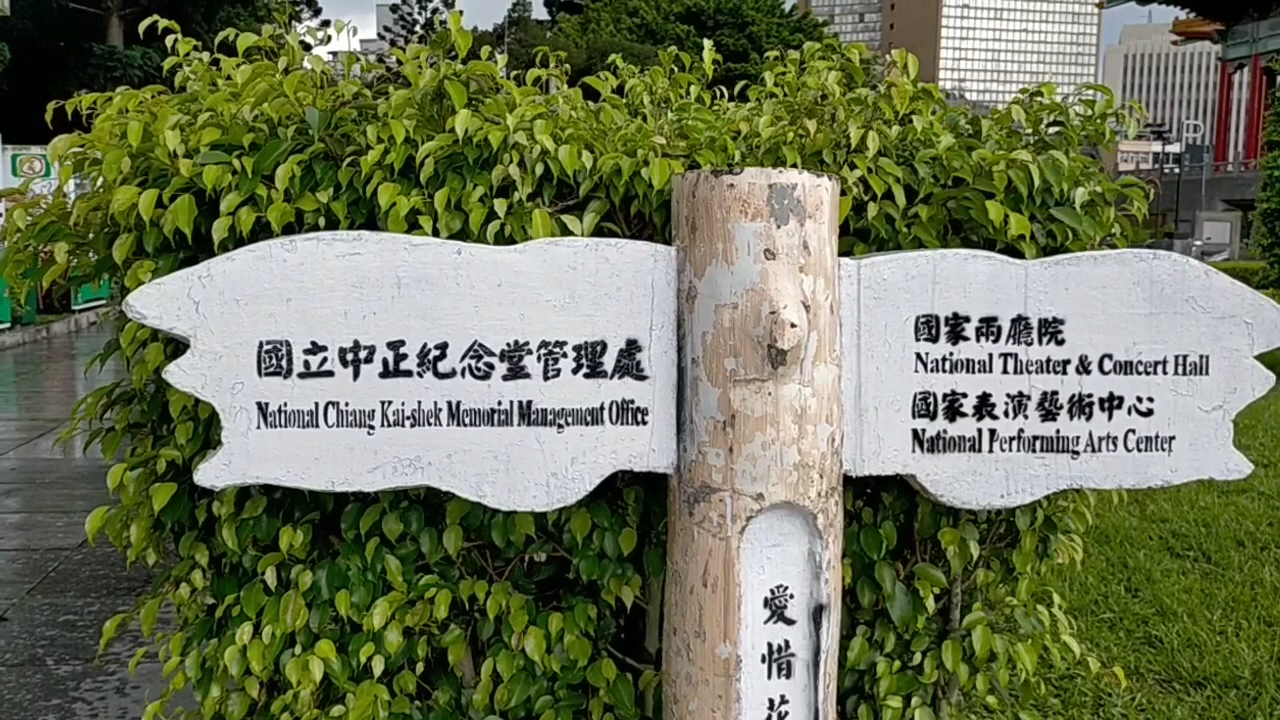 國立中正紀念堂管理處
National Chiang Kai-shek Memorial Management Office
國家兩廳院
National Theater & Concert Hall
國家表演藝術中心
National Performing Arts Center
愛惜花